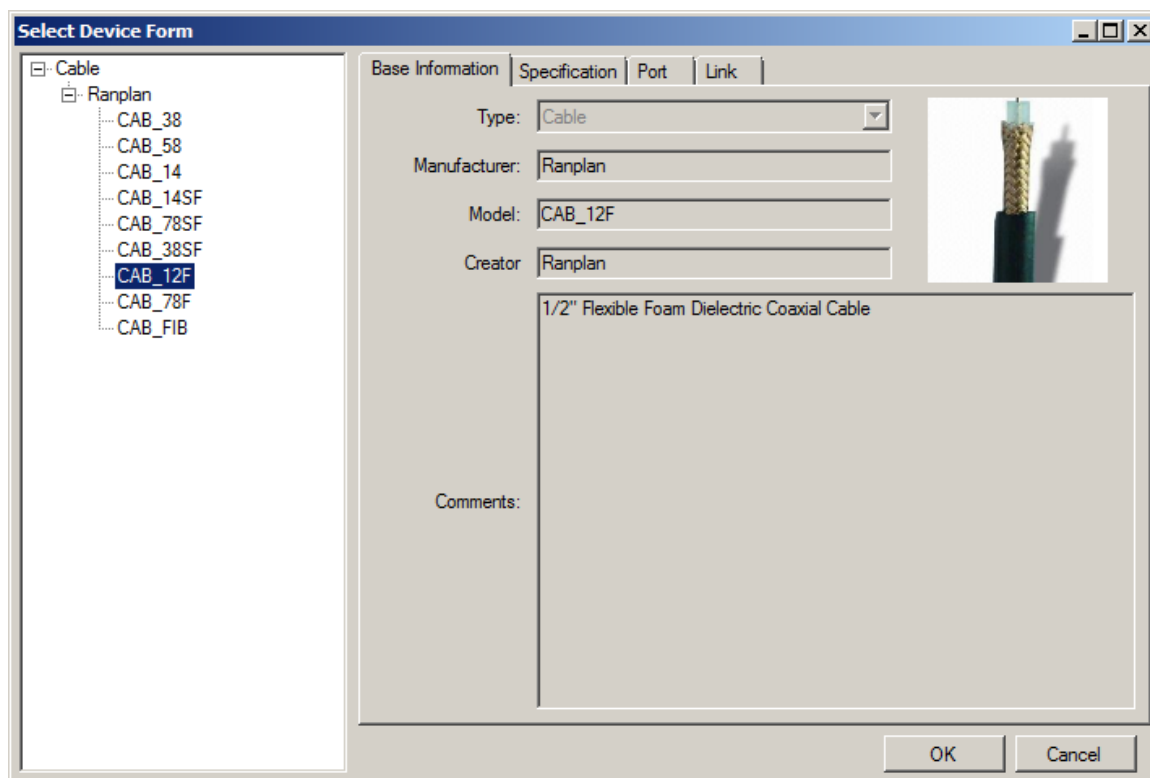 Select Device Form
Cable
Ranplan
CAB_38
CAB_58
CAB_14
CAB_14SF
CAB_78SF
CAB_38SF
CAB_12F
CAB_78F
CAB_FIB
Base Information Specification Port Link
Type: Cable
Manufacturer: Ranplan
Model: CAB_12F
Creator Ranplan
Comments: 1/2" Flexible Foam Dielectric Coaxial Cable
OK Cancel